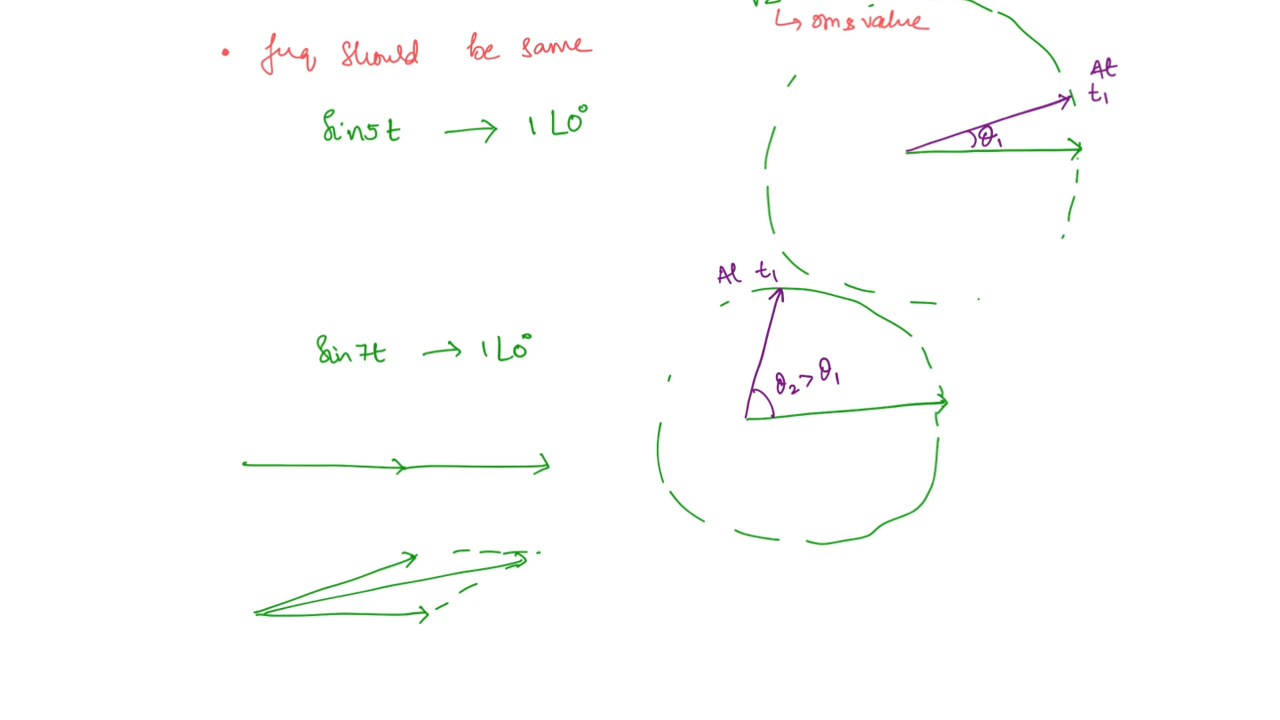 ↳ rms value
• freq should be same
At
t₁
sin5t → 1∠0°
θ₁
At t₁
sin7t → 1∠0°
θ₂ > θ₁